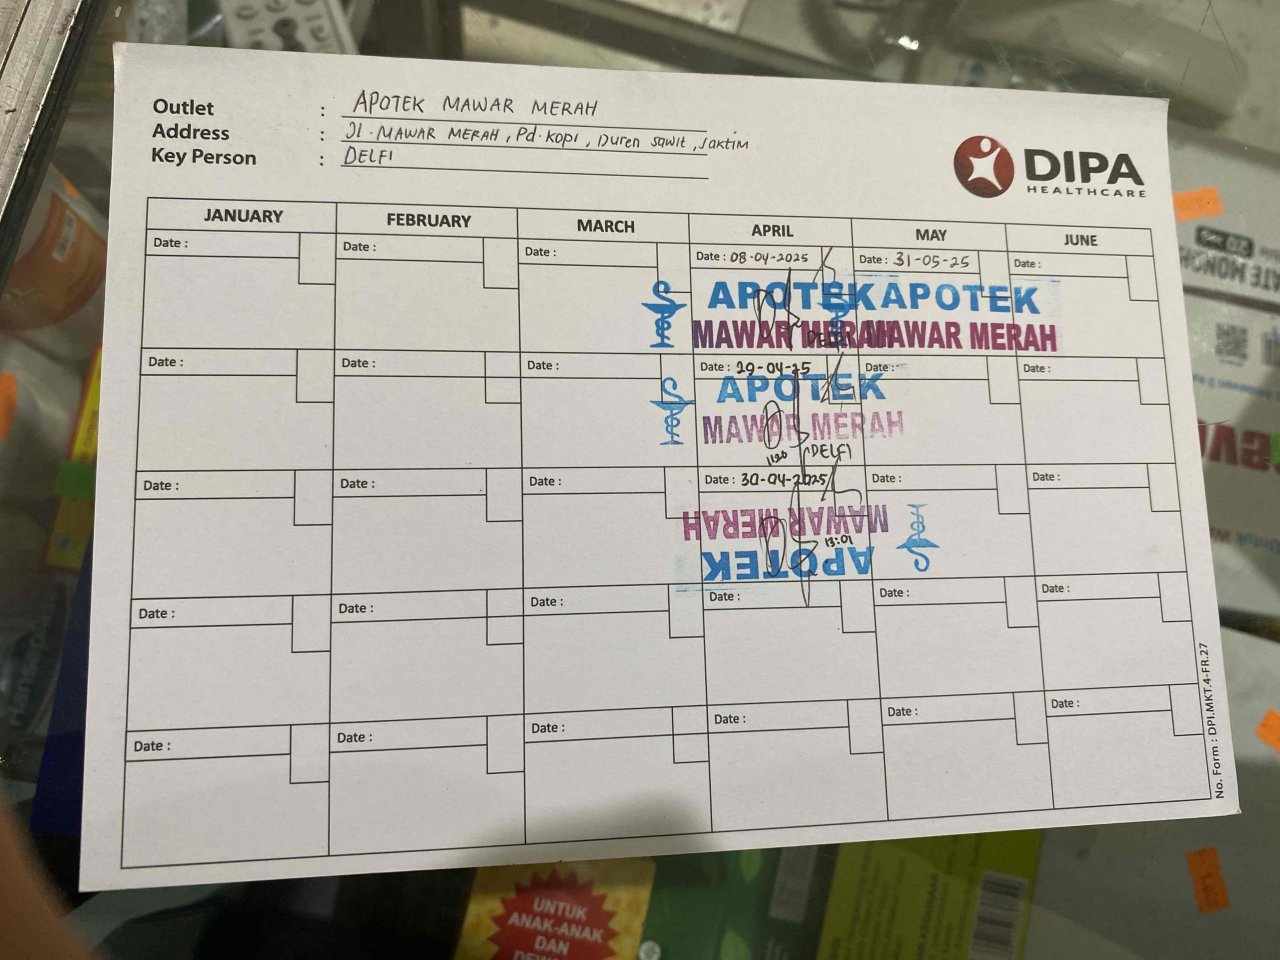 Outlet : APOTEK MAWAR MERAH
Address : Jl. MAWAR MERAH, Pd. Kopi, Duren Sawit, Jaktim
Key Person : DELFI
DIPA
HEALTHCARE
JANUARY FEBRUARY MARCH APRIL MAY JUNE
Date : Date : Date : Date : 08-04-2025 Date : 31-05-25 Date :
APOTEK APOTEK
MAWAR MERAH MAWAR MERAH
DELFI
Date : Date : Date : Date : 29-04-25 Date : Date :
APOTEK
MAWAR MERAH
DELFI
Date : Date : Date : Date : 30-04-2025 Date : Date :
MAWAR MERAH
13:01
APOTEK
Date : Date : Date : Date : Date : Date :
Date : Date : Date : Date : Date : Date :
No. Form : DPI.MKT.4-FR.27
UNTUK
ANAK-ANAK
DAN